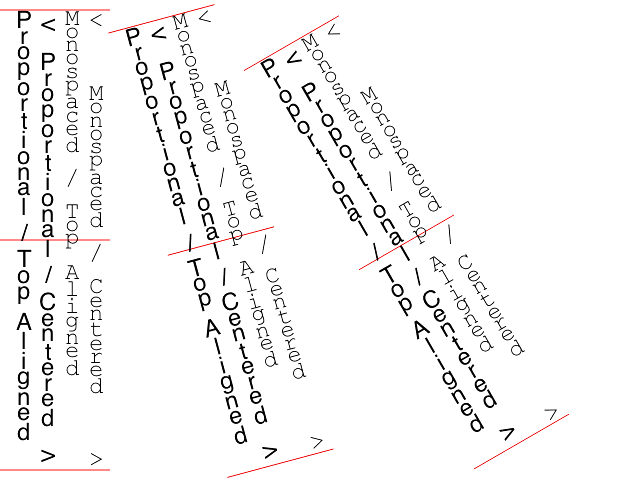 Proportional / Top Aligned
< Proportional / Centered >
Monospaced / Top Aligned
< Monospaced / Centered >
Proportional / Top Aligned
< Proportional / Centered >
Monospaced / Top Aligned
< Monospaced / Centered >
Proportional / Top Aligned
< Proportional / Centered >
Monospaced / Top Aligned
< Monospaced / Centered >